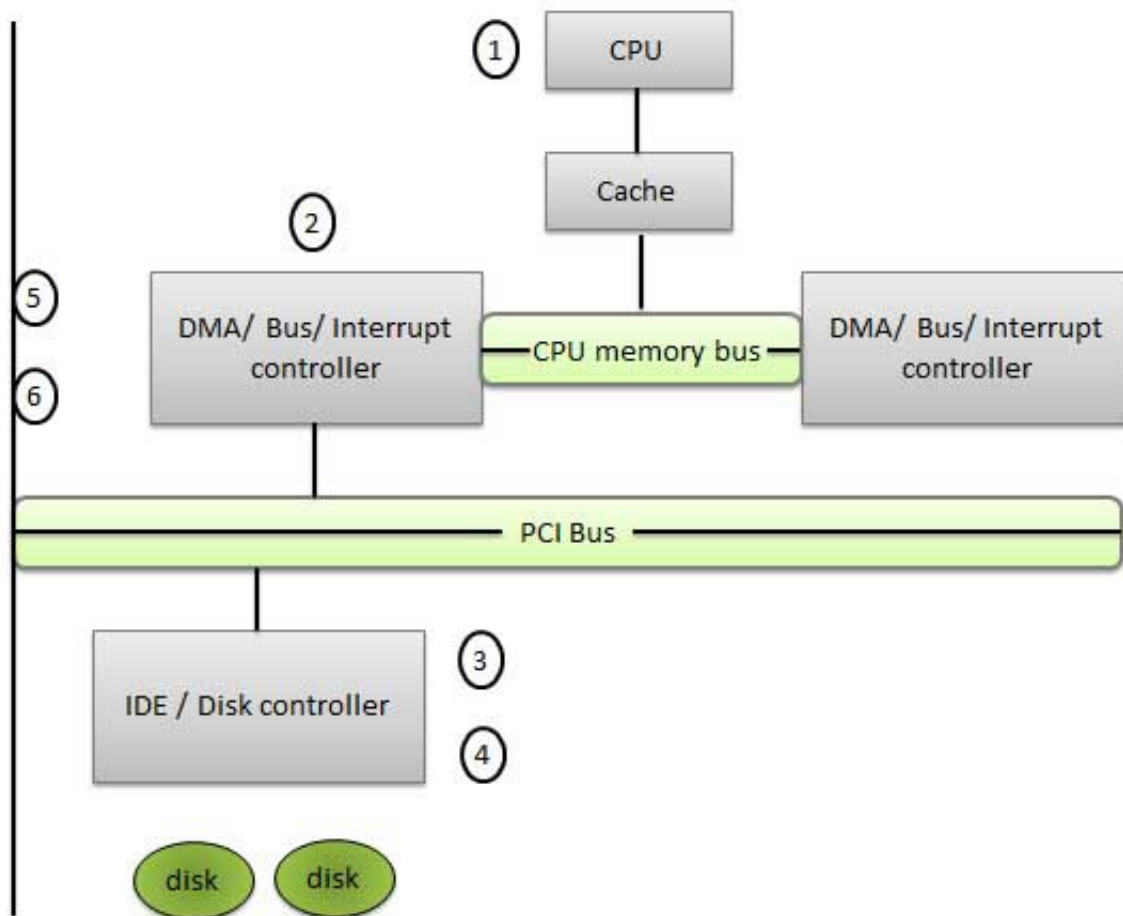 1
CPU
Cache
2
5
DMA/ Bus/ Interrupt
controller
CPU memory bus
DMA/ Bus/ Interrupt
controller
6
PCI Bus
3
IDE / Disk controller
4
disk
disk